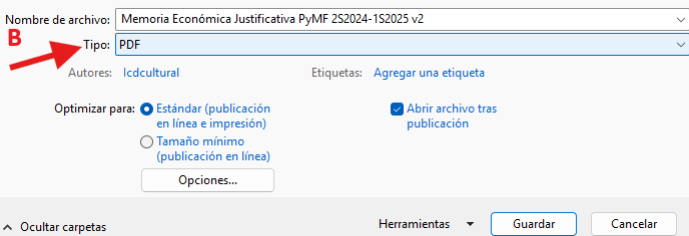 Nombre de archivo: Memoria Económica Justificativa PyMF 2S2024-1S2025 v2
B
Tipo: PDF
Autores: lcdcultural Etiquetas: Agregar una etiqueta
Optimizar para: Estándar (publicación
en línea e impresión)
Tamaño mínimo
(publicación en línea)
Abrir archivo tras
publicación
Opciones...
Ocultar carpetas Herramientas Guardar Cancelar